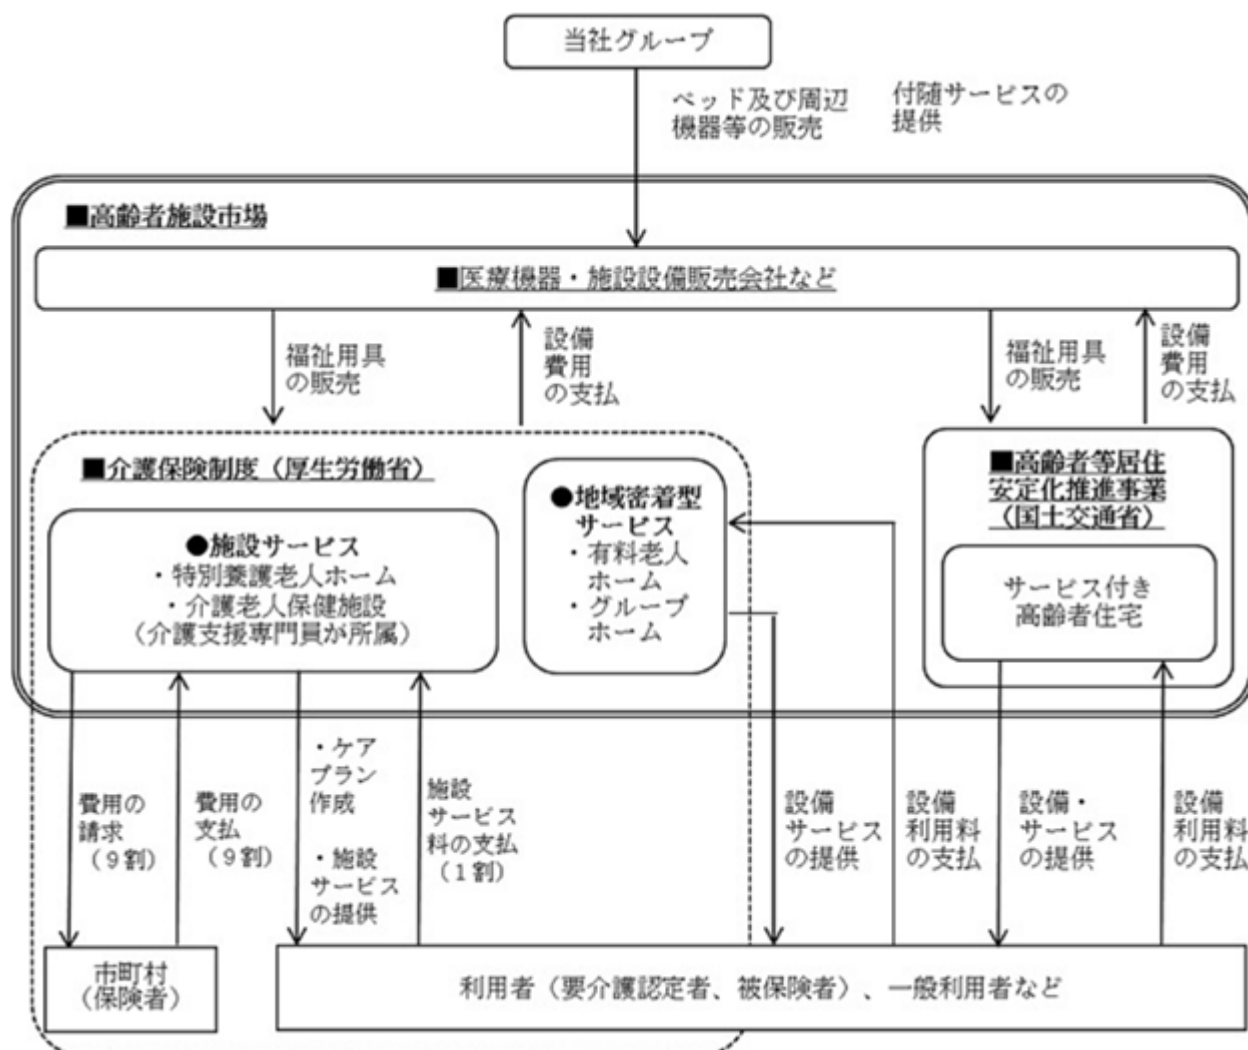 当社グループ
ベッド及び周辺
機器等の販売
付随サービスの
提供
■高齢者施設市場
■医療機器・施設設備販売会社など
福祉用具
の販売
設備
費用
の支払
福祉用具
の販売
設備
費用
の支払
■介護保険制度（厚生労働省）
●施設サービス
・特別養護老人ホーム
・介護老人保健施設
（介護支援専門員が所属）
●地域密着型
サービス
・有料老人
ホーム
・グループ
ホーム
■高齢者等居住
安定化推進事業
（国土交通省）
サービス付き
高齢者住宅
費用の
請求
（９割）
費用の
支払
（９割）
・ケア
プラン
作成
・施設
サービス
の提供
施設
サービス
料の支払
（１割）
設備
サービス
の提供
設備
利用料
の支払
設備・
サービス
の提供
設備
利用料
の支払
市町村
（保険者）
利用者（要介護認定者、被保険者）、一般利用者など